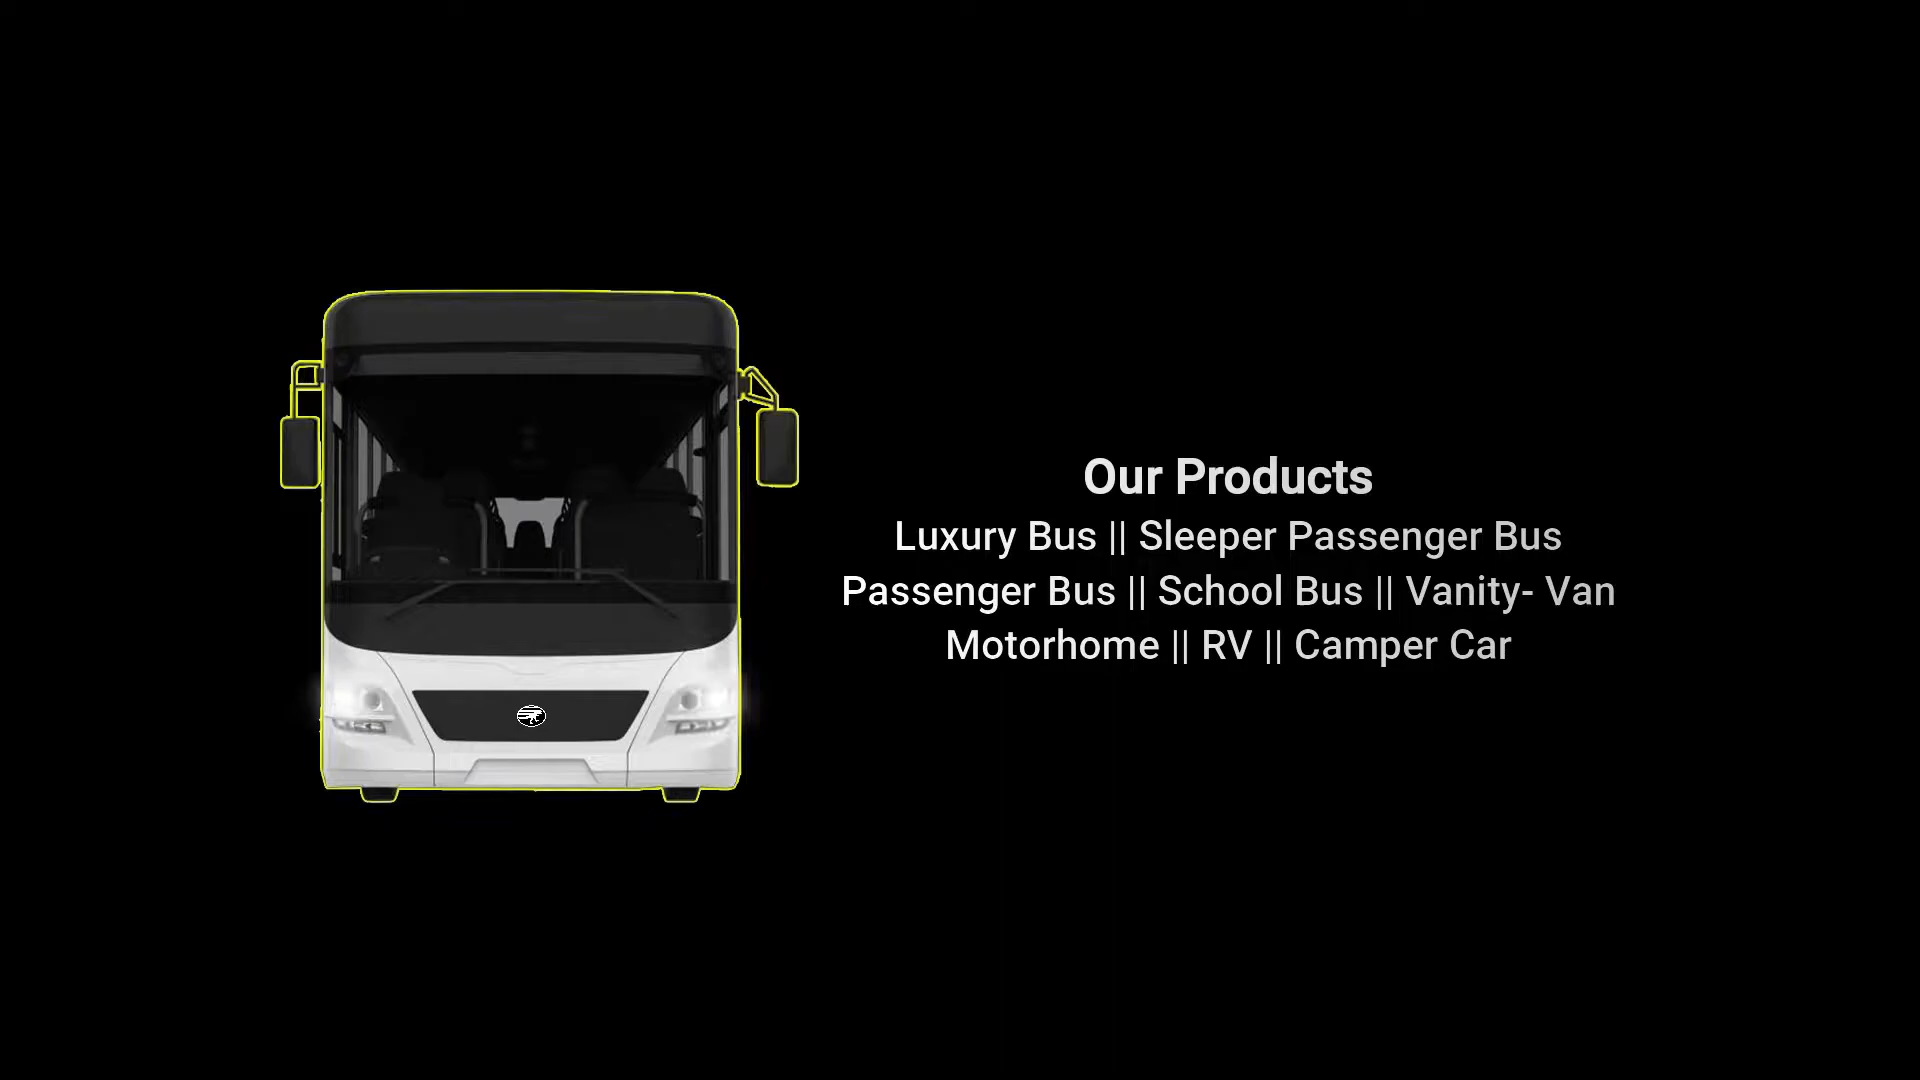 Our Products
Luxury Bus || Sleeper Passenger Bus
Passenger Bus || School Bus || Vanity- Van
Motorhome || RV || Camper Car